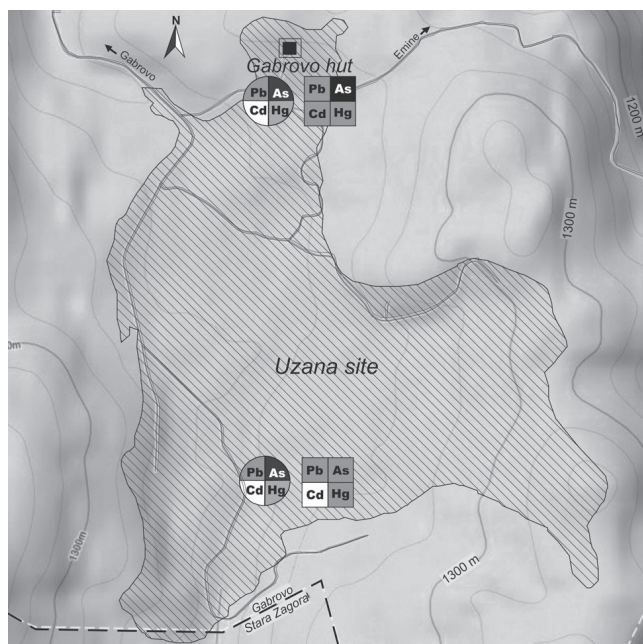 N
Gabrovo
Emine
Gabrovo hut
Pb As
Cd Hg
Pb As
Cd Hg
1200 m
1300 m
Uzana site
0m
Pb As
Cd Hg
Pb As
Cd Hg
1300m
1300 m
Gabrovo
Stara Zagora